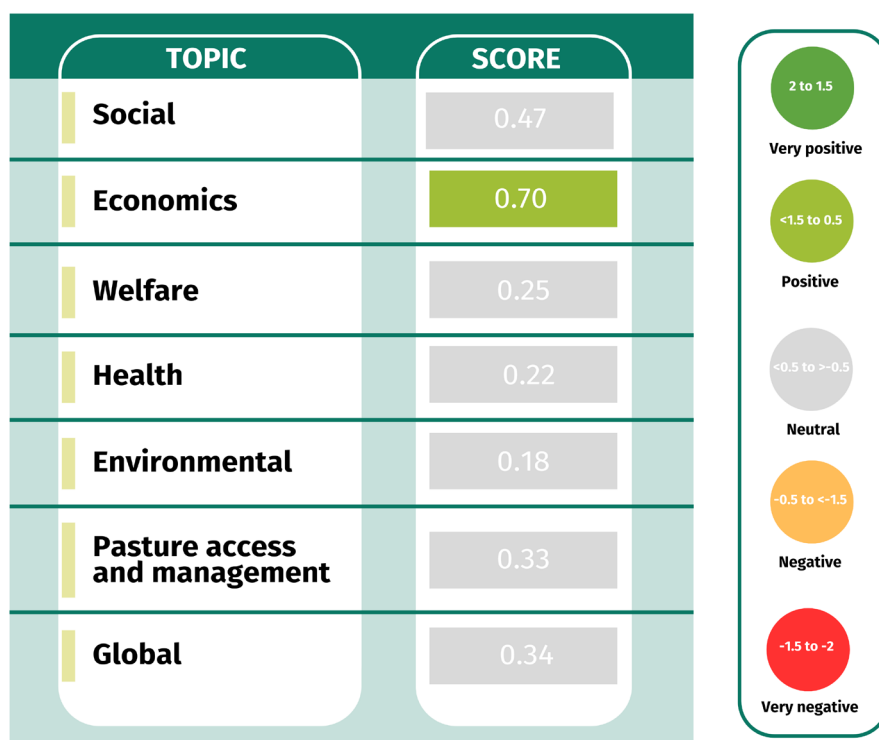 TOPIC SCORE
Social 0.47
Economics 0.70
Welfare 0.25
Health 0.22
Environmental 0.18
Pasture access
and management 0.33
Global 0.34
2 to 1.5
Very positive
<1.5 to 0.5
Positive
<0.5 to >-0.5
Neutral
-0.5 to <-1.5
Negative
-1.5 to -2
Very negative